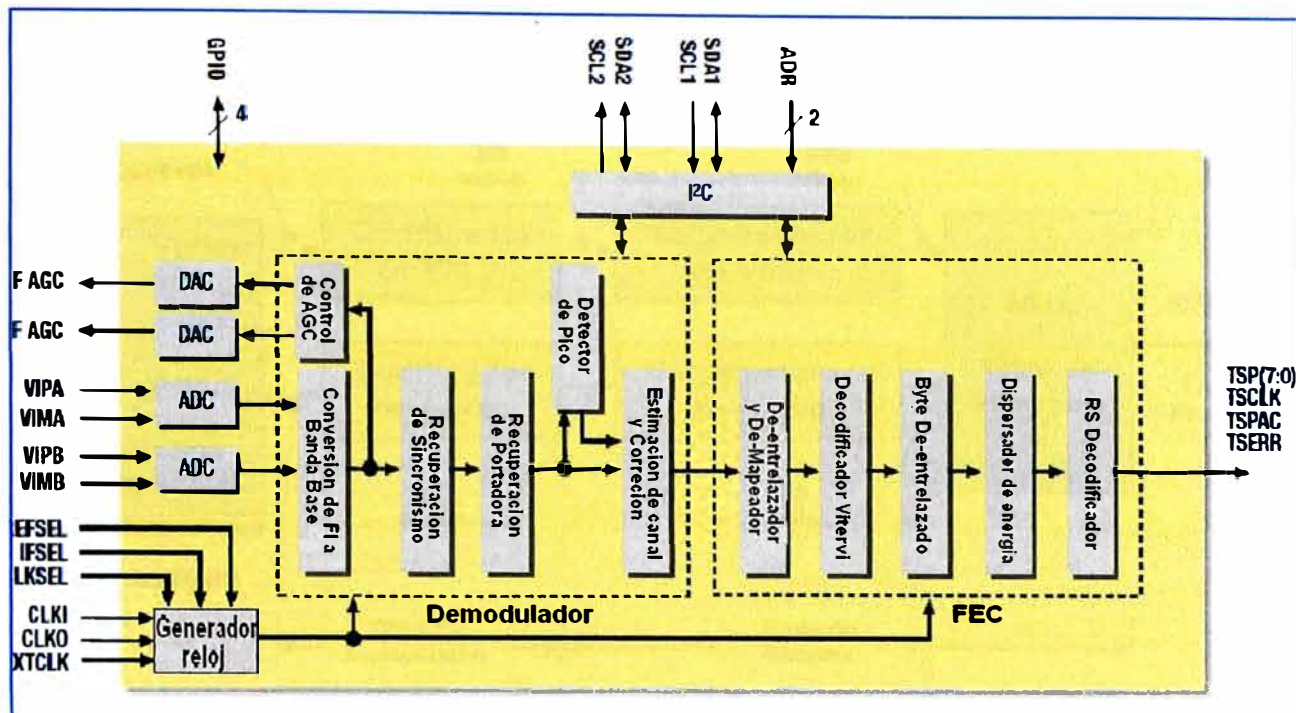 GPIO
4
SCL2
SDA2
SCL1
SDA1
ADR
2
I²C
F AGC
DAC
F AGC
DAC
Control
de AGC
Detector
de Pico
VIPA
VIMA
ADC
VIPB
VIMB
ADC
Conversion de FI a
Banda Base
Recuperacion
de Sincronismo
Recuperacion
de Portadora
Estimacion de canal
y Correcion
De-entrelazador
y De-Mapeador
Decodificador Vitervi
Byte De-entrelazado
Dispersador de energia
RS Decodificador
TSP(7:0)
TSCLK
TSPAC
TSERR
EFSEL
IFSEL
LKSEL
CLKI
CLKO
XTCLK
Generador
reloj
Demodulador
FEC